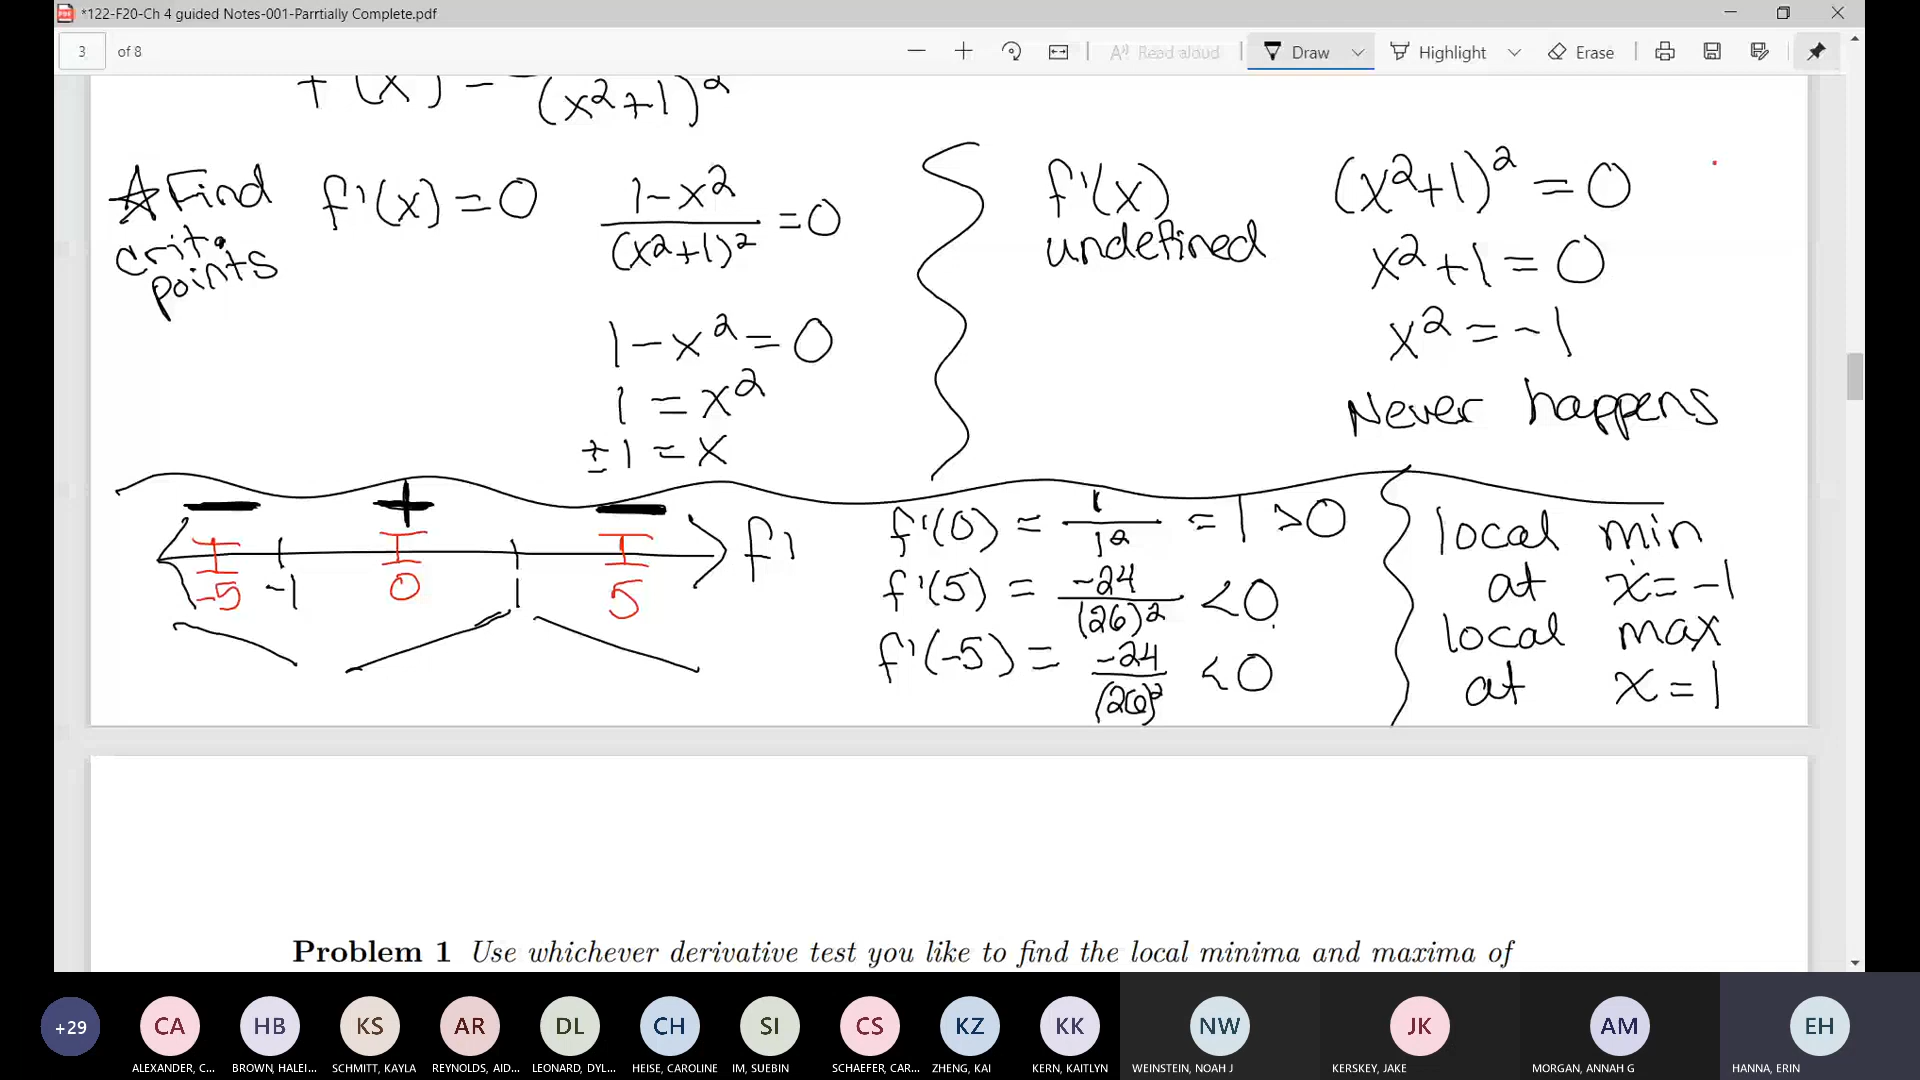 *122-F20-Ch 4 guided Notes-001-Parrtially Complete.pdf
3 of 8
Read aloud
Draw
Highlight
Erase
f'(x) = (x²+1)²
☆Find crit. points
f'(x) = 0
1-x² / (x²+1)² = 0
1-x² = 0
1 = x²
±1 = x
f'(x) undefined
(x²+1)² = 0
x²+1 = 0
x² = -1
Never happens
− + −
-5 -1 0 1 5 f'
f'(0) = 1/1² = 1 > 0
f'(5) = -24/(26)² < 0
f'(-5) = -24/(26)² < 0
local min
at x = -1
local max
at x = 1
Problem 1 Use whichever derivative test you like to find the local minima and maxima of
+29 CA HB KS AR DL CH SI CS KZ KK NW JK AM EH
ALEXANDER, C... BROWN, HALEI... SCHMITT, KAYLA REYNOLDS, AID... LEONARD, DYL... HEISE, CAROLINE IM, SUEBIN SCHAEFER, CAR... ZHENG, KAI KERN, KAITLYN WEINSTEIN, NOAH J KERSKEY, JAKE MORGAN, ANNAH G HANNA, ERIN